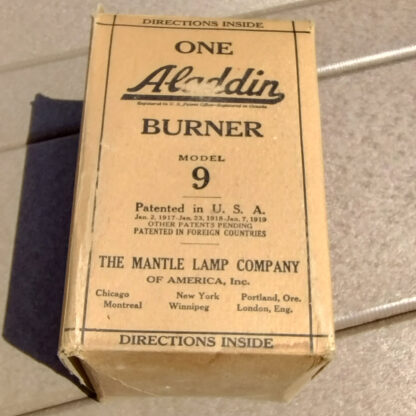 DIRECTIONS INSIDE
ONE
Aladdin
Registered in U. S. Patent Office-Registered in Canada
BURNER
MODEL
9
Patented in U. S. A.
Jan. 2, 1917-Jan. 23, 1918-Jan. 7, 1919
OTHER PATENTS PENDING
PATENTED IN FOREIGN COUNTRIES
THE MANTLE LAMP COMPANY
OF AMERICA, Inc.
Chicago New York Portland, Ore.
Montreal Winnipeg London, Eng.
DIRECTIONS INSIDE